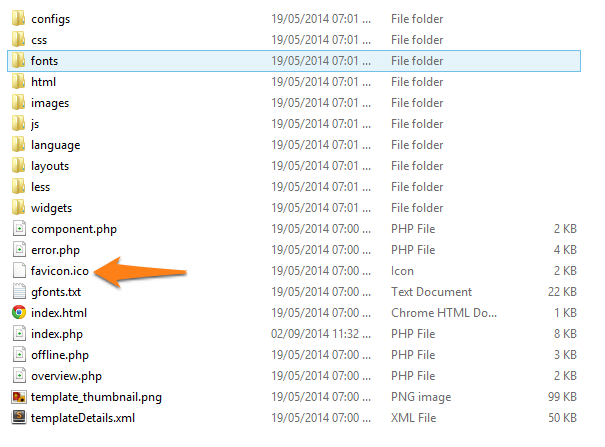 configs 19/05/2014 07:01 ... File folder
css 19/05/2014 07:01 ... File folder
fonts 19/05/2014 07:01 ... File folder
html 19/05/2014 07:01 ... File folder
images 19/05/2014 07:01 ... File folder
js 19/05/2014 07:01 ... File folder
language 19/05/2014 07:01 ... File folder
layouts 19/05/2014 07:01 ... File folder
less 19/05/2014 07:01 ... File folder
widgets 19/05/2014 07:01 ... File folder
component.php 19/05/2014 07:00 ... PHP File 2 KB
error.php 19/05/2014 07:00 ... PHP File 4 KB
favicon.ico 19/05/2014 07:00 ... Icon 2 KB
gfonts.txt 19/05/2014 07:00 ... Text Document 22 KB
index.html 19/05/2014 07:00 ... Chrome HTML Do... 1 KB
index.php 02/09/2014 11:32 ... PHP File 8 KB
offline.php 19/05/2014 07:00 ... PHP File 3 KB
overview.php 19/05/2014 07:00 ... PHP File 2 KB
template_thumbnail.png 19/05/2014 07:00 ... PNG image 99 KB
templateDetails.xml 19/05/2014 07:00 ... XML File 50 KB